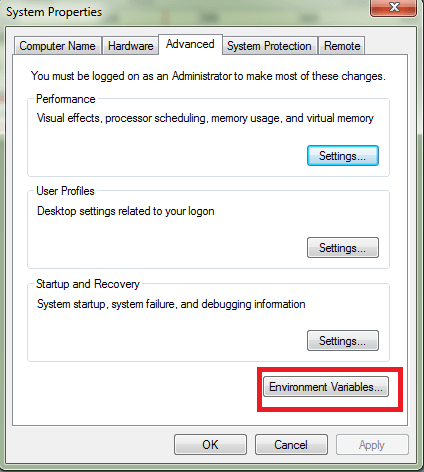 System Properties
Computer Name Hardware Advanced System Protection Remote
You must be logged on as an Administrator to make most of these changes.
Performance
Visual effects, processor scheduling, memory usage, and virtual memory
Settings...
User Profiles
Desktop settings related to your logon
Settings...
Startup and Recovery
System startup, system failure, and debugging information
Settings...
Environment Variables...
OK Cancel Apply